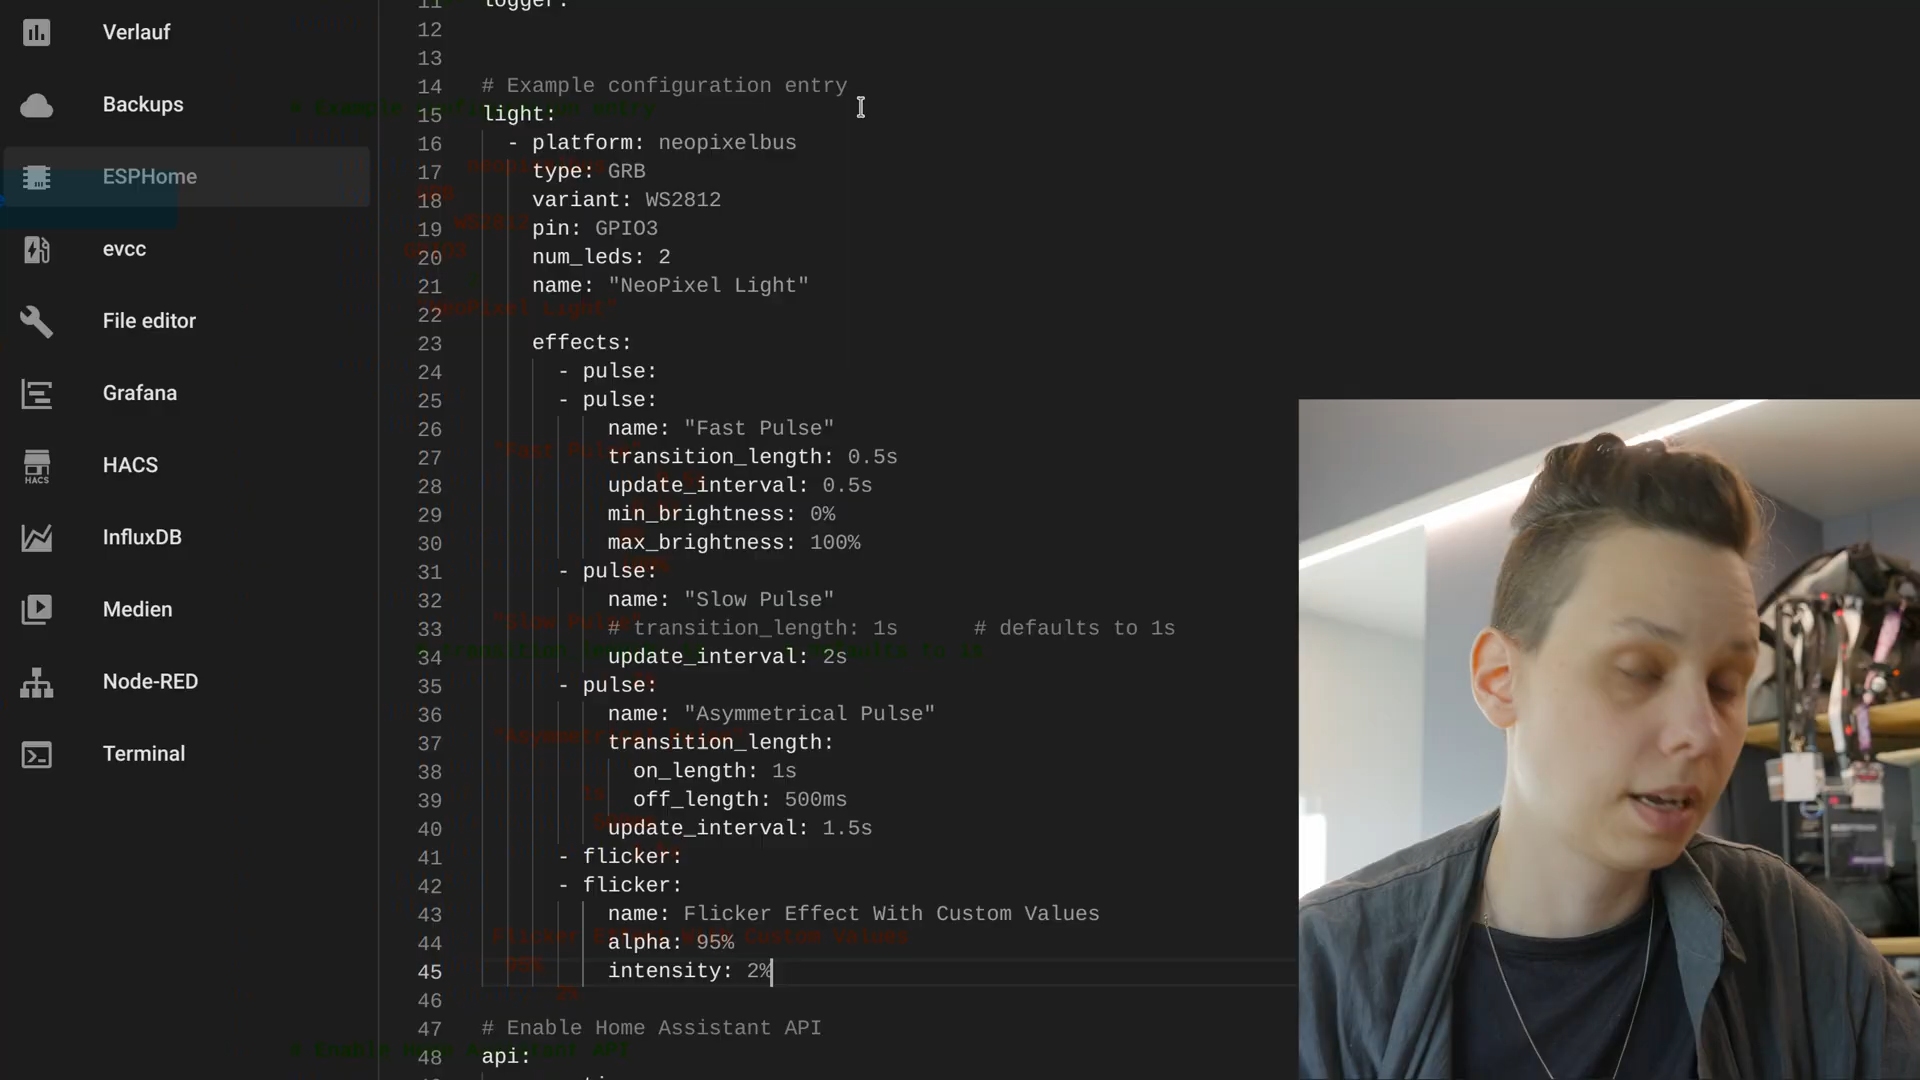 Verlauf
Backups
ESPHome
evcc
File editor
Grafana
HACS
HACS
InfluxDB
Medien
Node-RED
Terminal
11 logger:
12
13
14 # Example configuration entry
15 light:
16 - platform: neopixelbus
17 type: GRB
18 variant: WS2812
19 pin: GPIO3
20 num_leds: 2
21 name: "NeoPixel Light"
22
23 effects:
24 - pulse:
25 - pulse:
26 name: "Fast Pulse"
27 transition_length: 0.5s
28 update_interval: 0.5s
29 min_brightness: 0%
30 max_brightness: 100%
31 - pulse:
32 name: "Slow Pulse"
33 # transition_length: 1s # defaults to 1s
34 update_interval: 2s
35 - pulse:
36 name: "Asymmetrical Pulse"
37 transition_length:
38 on_length: 1s
39 off_length: 500ms
40 update_interval: 1.5s
41 - flicker:
42 - flicker:
43 name: Flicker Effect With Custom Values
44 alpha: 95%
45 intensity: 2%
46
47 # Enable Home Assistant API
48 api: